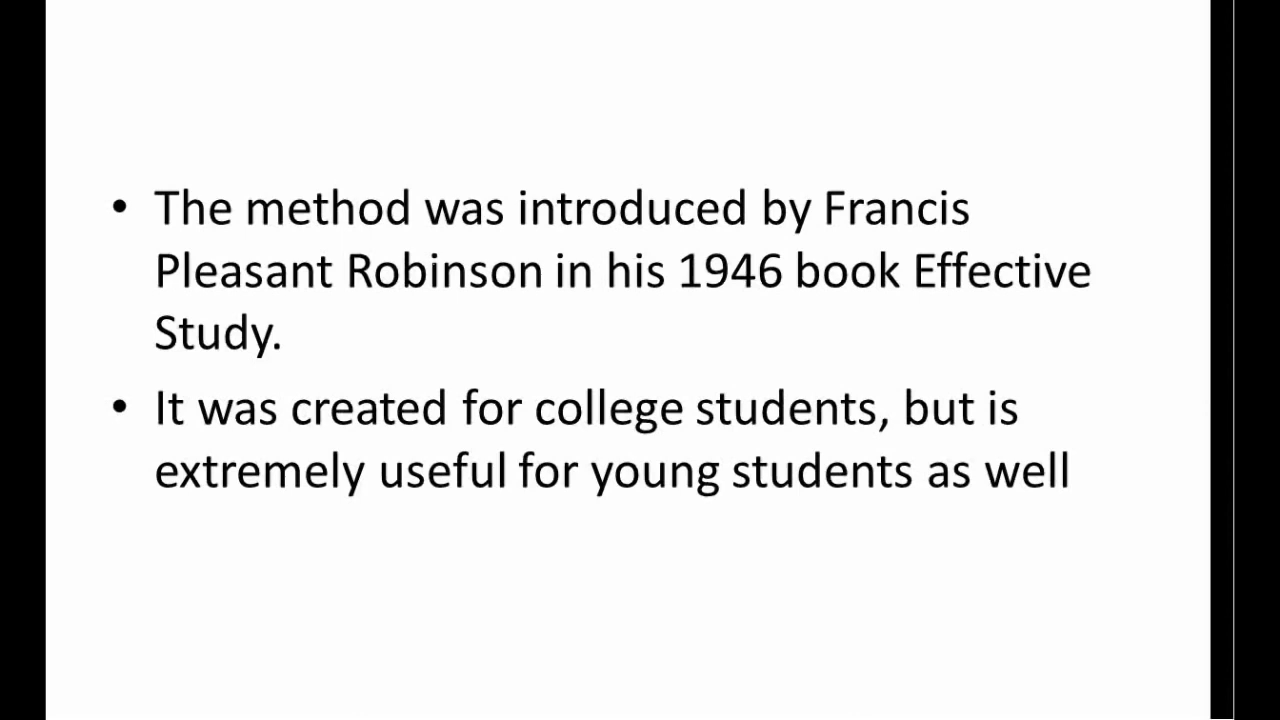 • The method was introduced by Francis
Pleasant Robinson in his 1946 book Effective
Study.
• It was created for college students, but is
extremely useful for young students as well